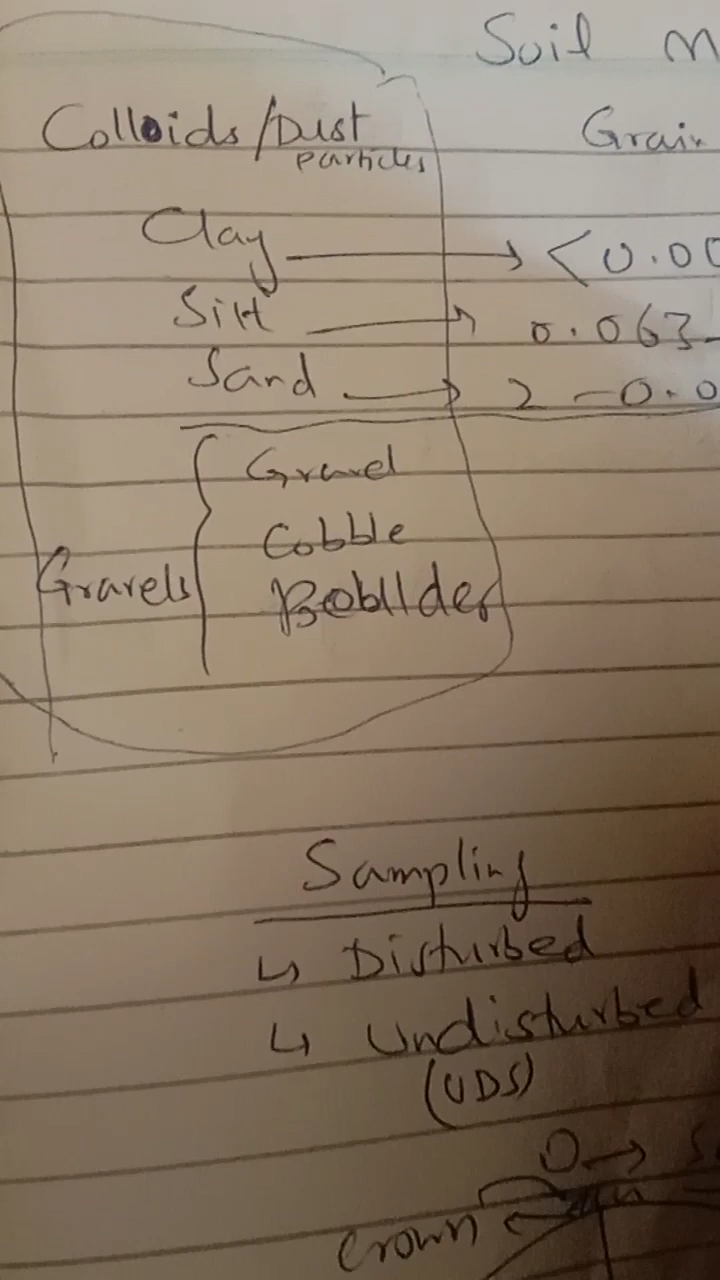 Soil m
Colloids/Dust
particles
Grain
Clay → <0.00
Silt → 0.063-
Sand → 2 - 0.0
Gravel
Cobble
Gravels
Bobllder
Sampling
↳ Disturbed
↳ Undisturbed
(UDS)
O → S
crown ←